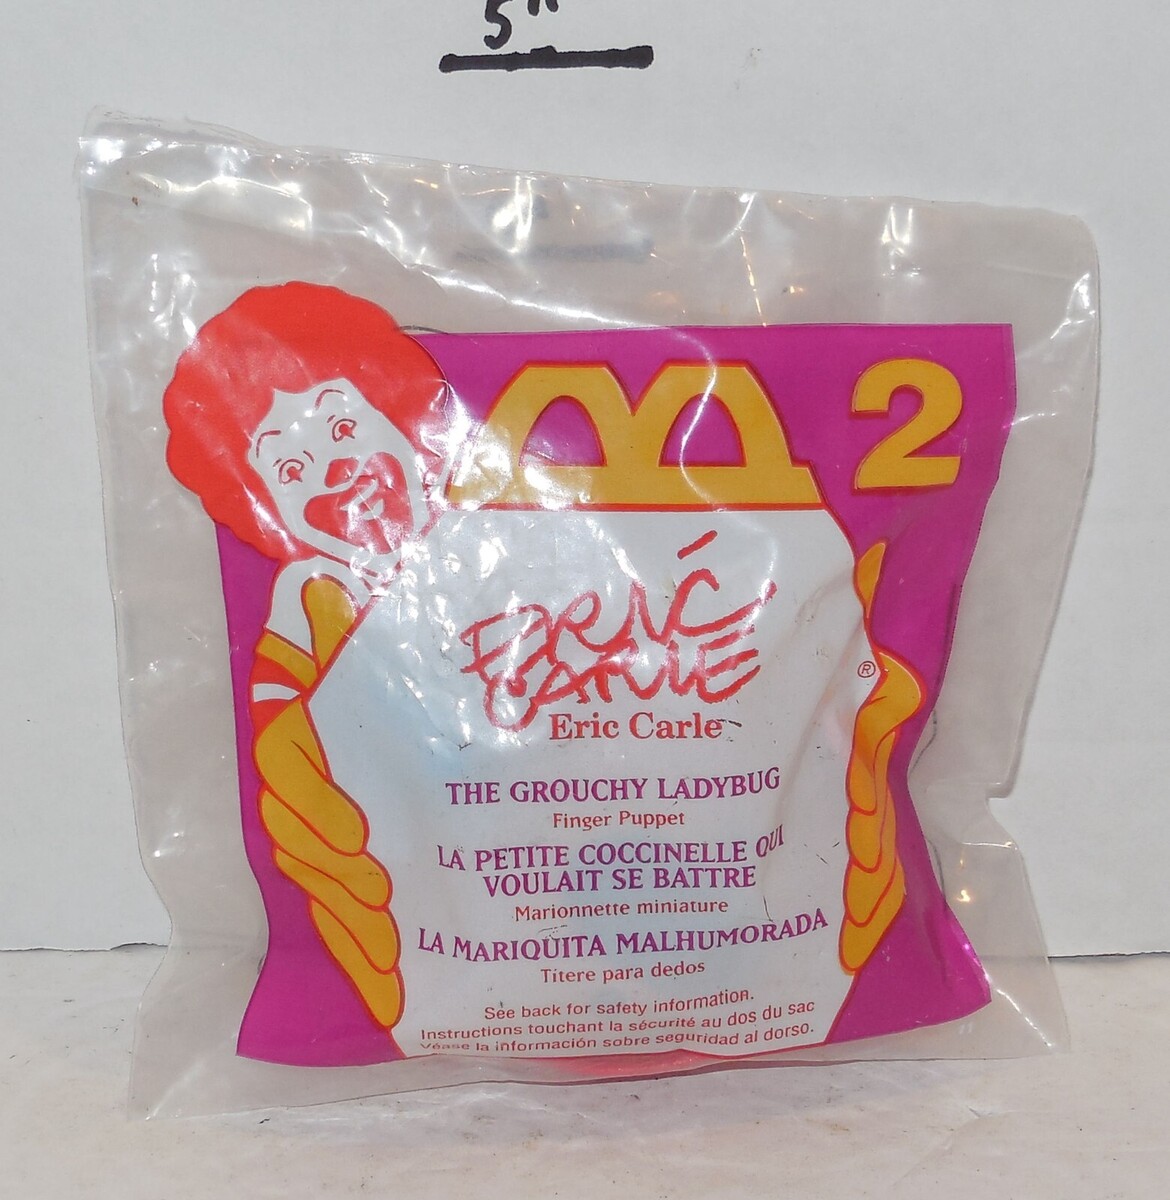 5"
2
ERIC
CARLE
®
Eric Carle
THE GROUCHY LADYBUG
Finger Puppet
LA PETITE COCCINELLE QUI
VOULAIT SE BATTRE
Marionnette miniature
LA MARIQUITA MALHUMORADA
Titere para dedos
See back for safety information.
Instructions touchant la sécurité au dos du sac
Véase la información sobre seguridad al dorso.